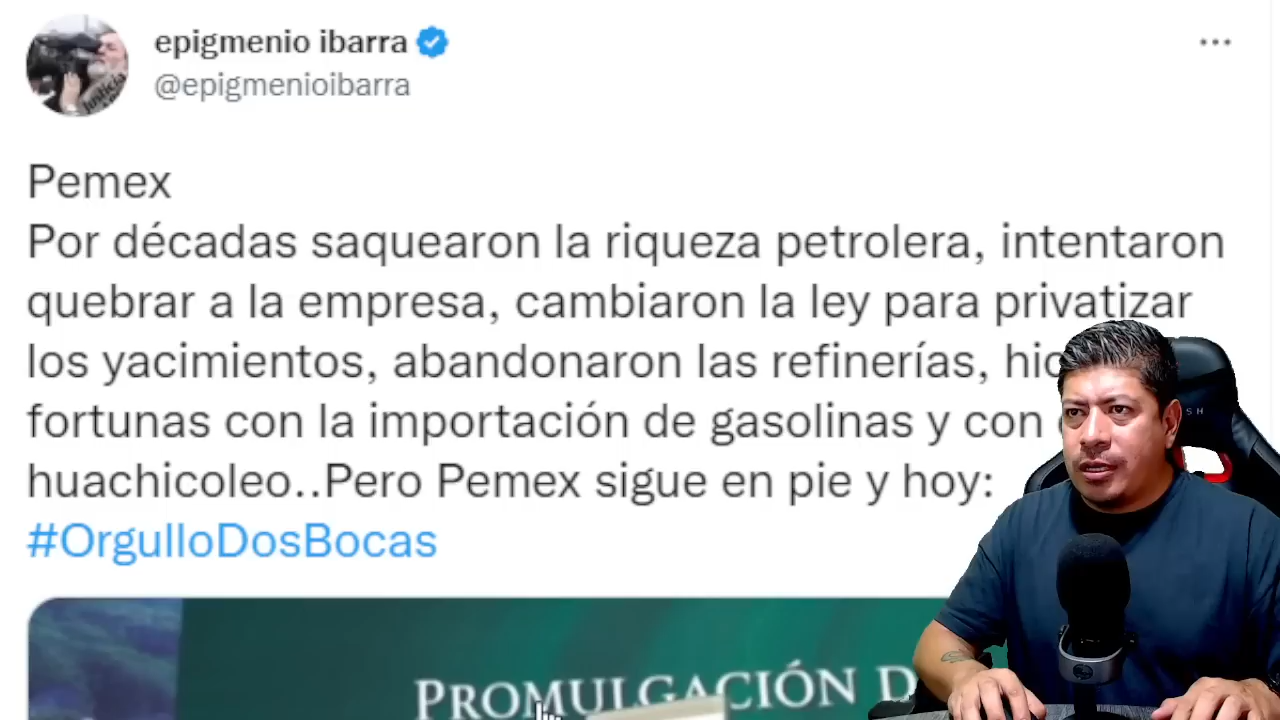 epigmenio ibarra
@epigmenioibarra
Pemex
Por décadas saquearon la riqueza petrolera, intentaron
quebrar a la empresa, cambiaron la ley para privatizar
los yacimientos, abandonaron las refinerías,
fortunas con la importación de gasolinas y con
huachicoleo..Pero Pemex sigue en pie y hoy:
#OrgulloDosBocas
PROMULGACIÓN